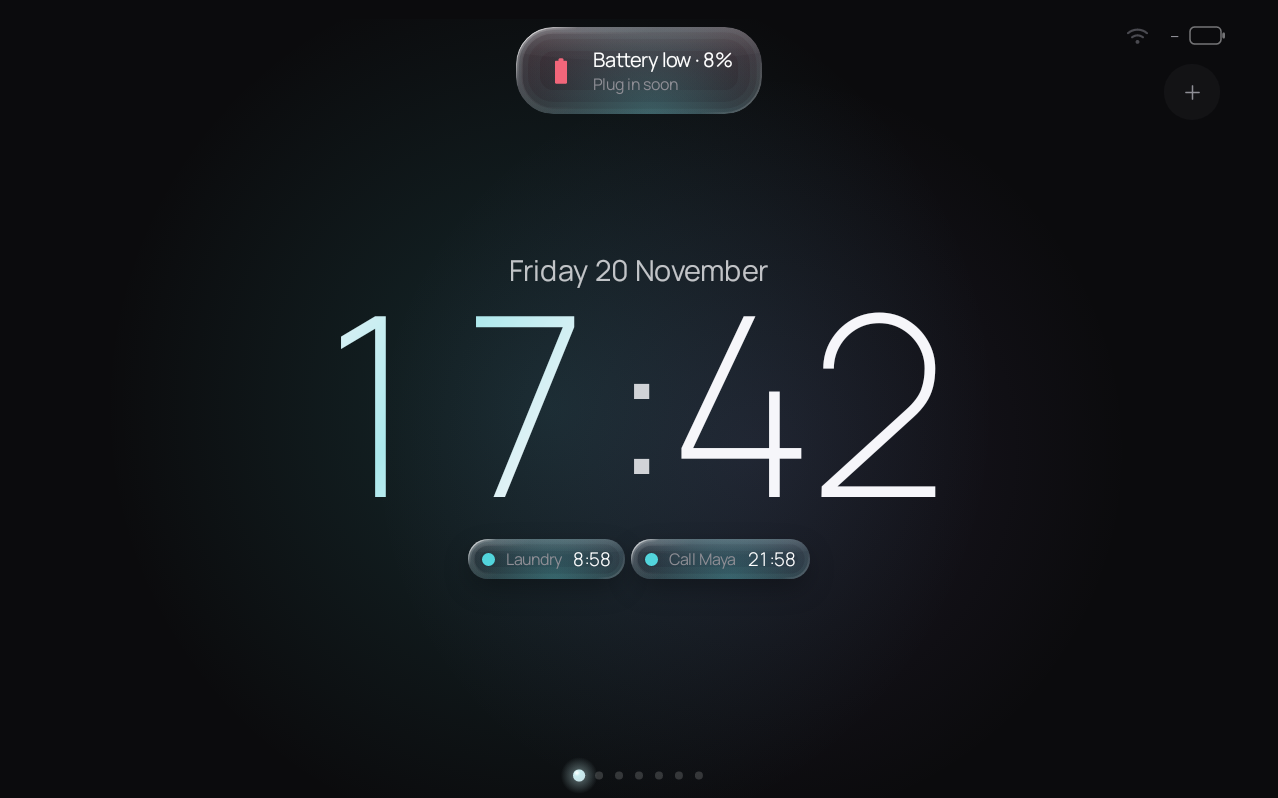 Battery low · 8%
Plug in soon
–
+
Friday 20 November
17:42
Laundry 8:58
Call Maya 21:58